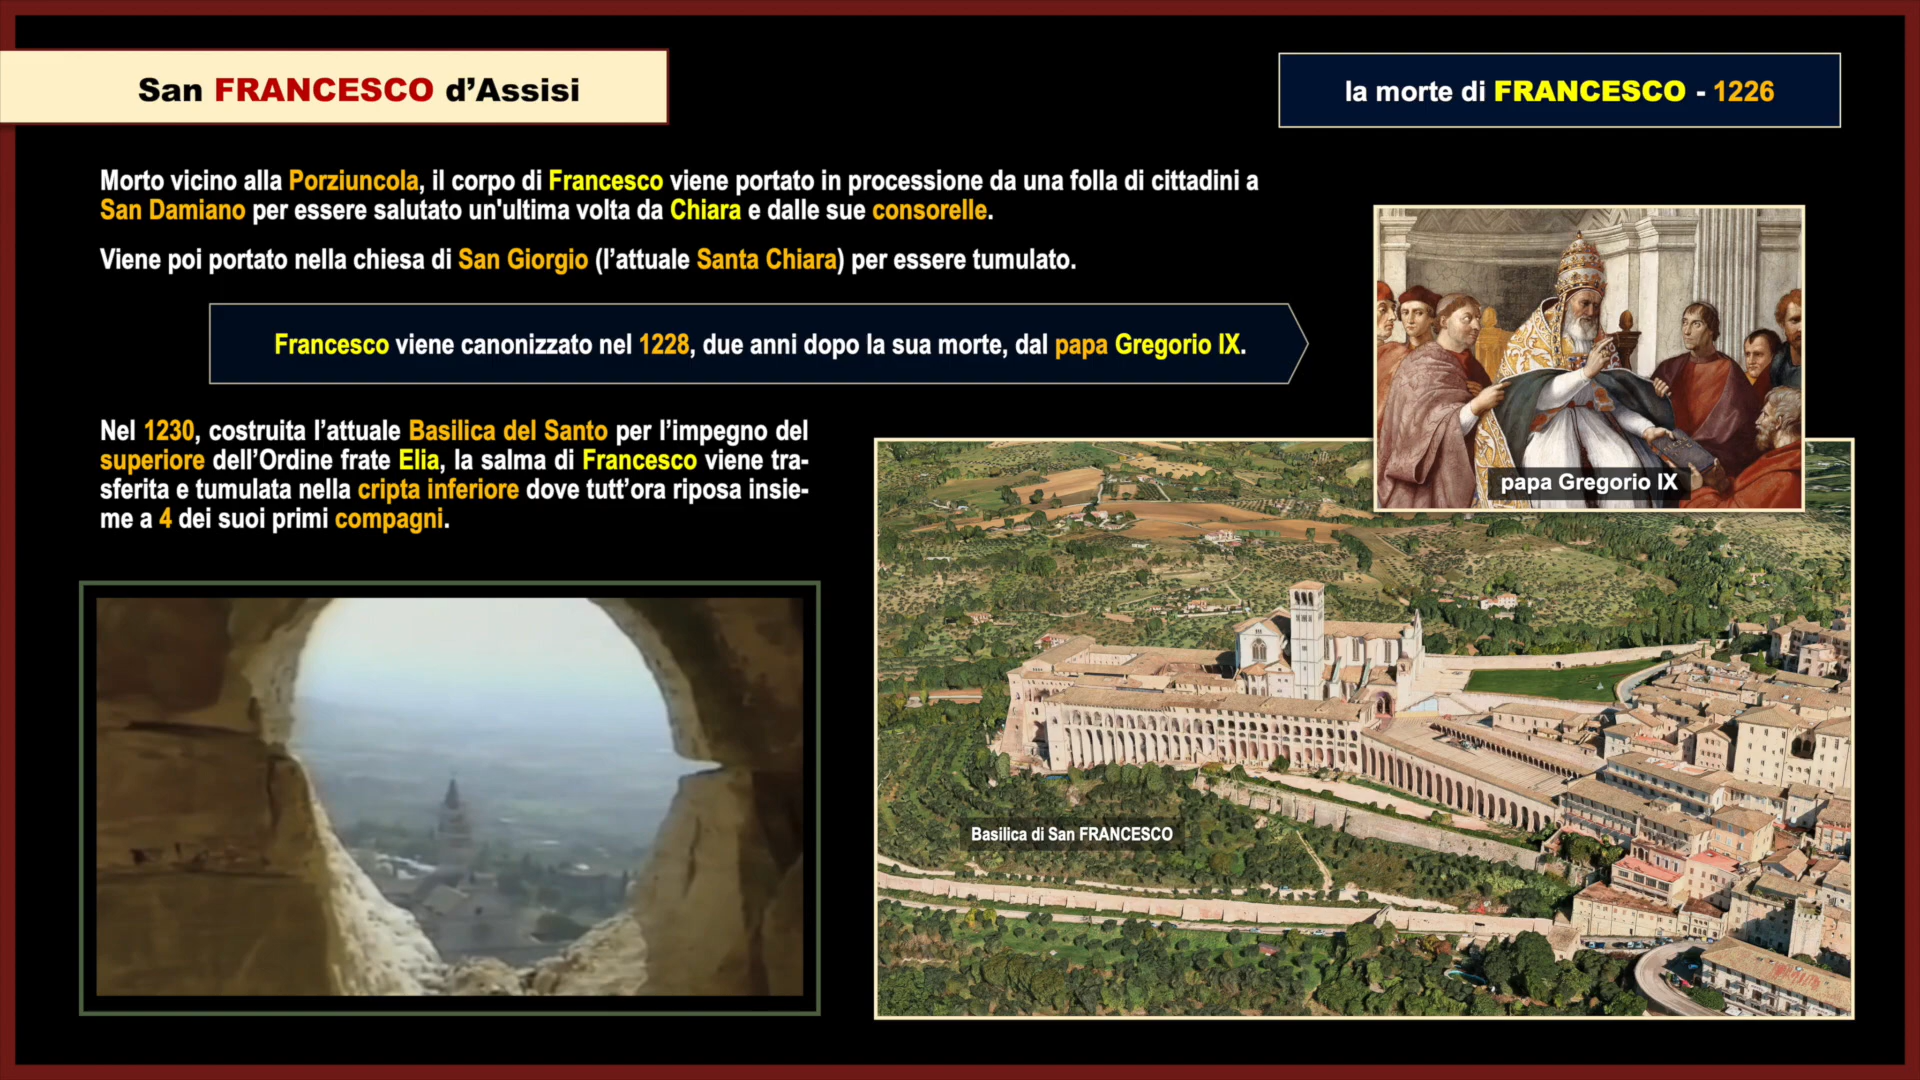 San FRANCESCO d’Assisi
la morte di FRANCESCO - 1226
Morto vicino alla Porziuncola, il corpo di Francesco viene portato in processione da una folla di cittadini a
San Damiano per essere salutato un'ultima volta da Chiara e dalle sue consorelle.
Viene poi portato nella chiesa di San Giorgio (l’attuale Santa Chiara) per essere tumulato.
Francesco viene canonizzato nel 1228, due anni dopo la sua morte, dal papa Gregorio IX.
Nel 1230, costruita l’attuale Basilica del Santo per l’impegno del
superiore dell’Ordine frate Elia, la salma di Francesco viene tra-
sferita e tumulata nella cripta inferiore dove tutt’ora riposa insie-
me a 4 dei suoi primi compagni.
papa Gregorio IX
Basilica di San FRANCESCO